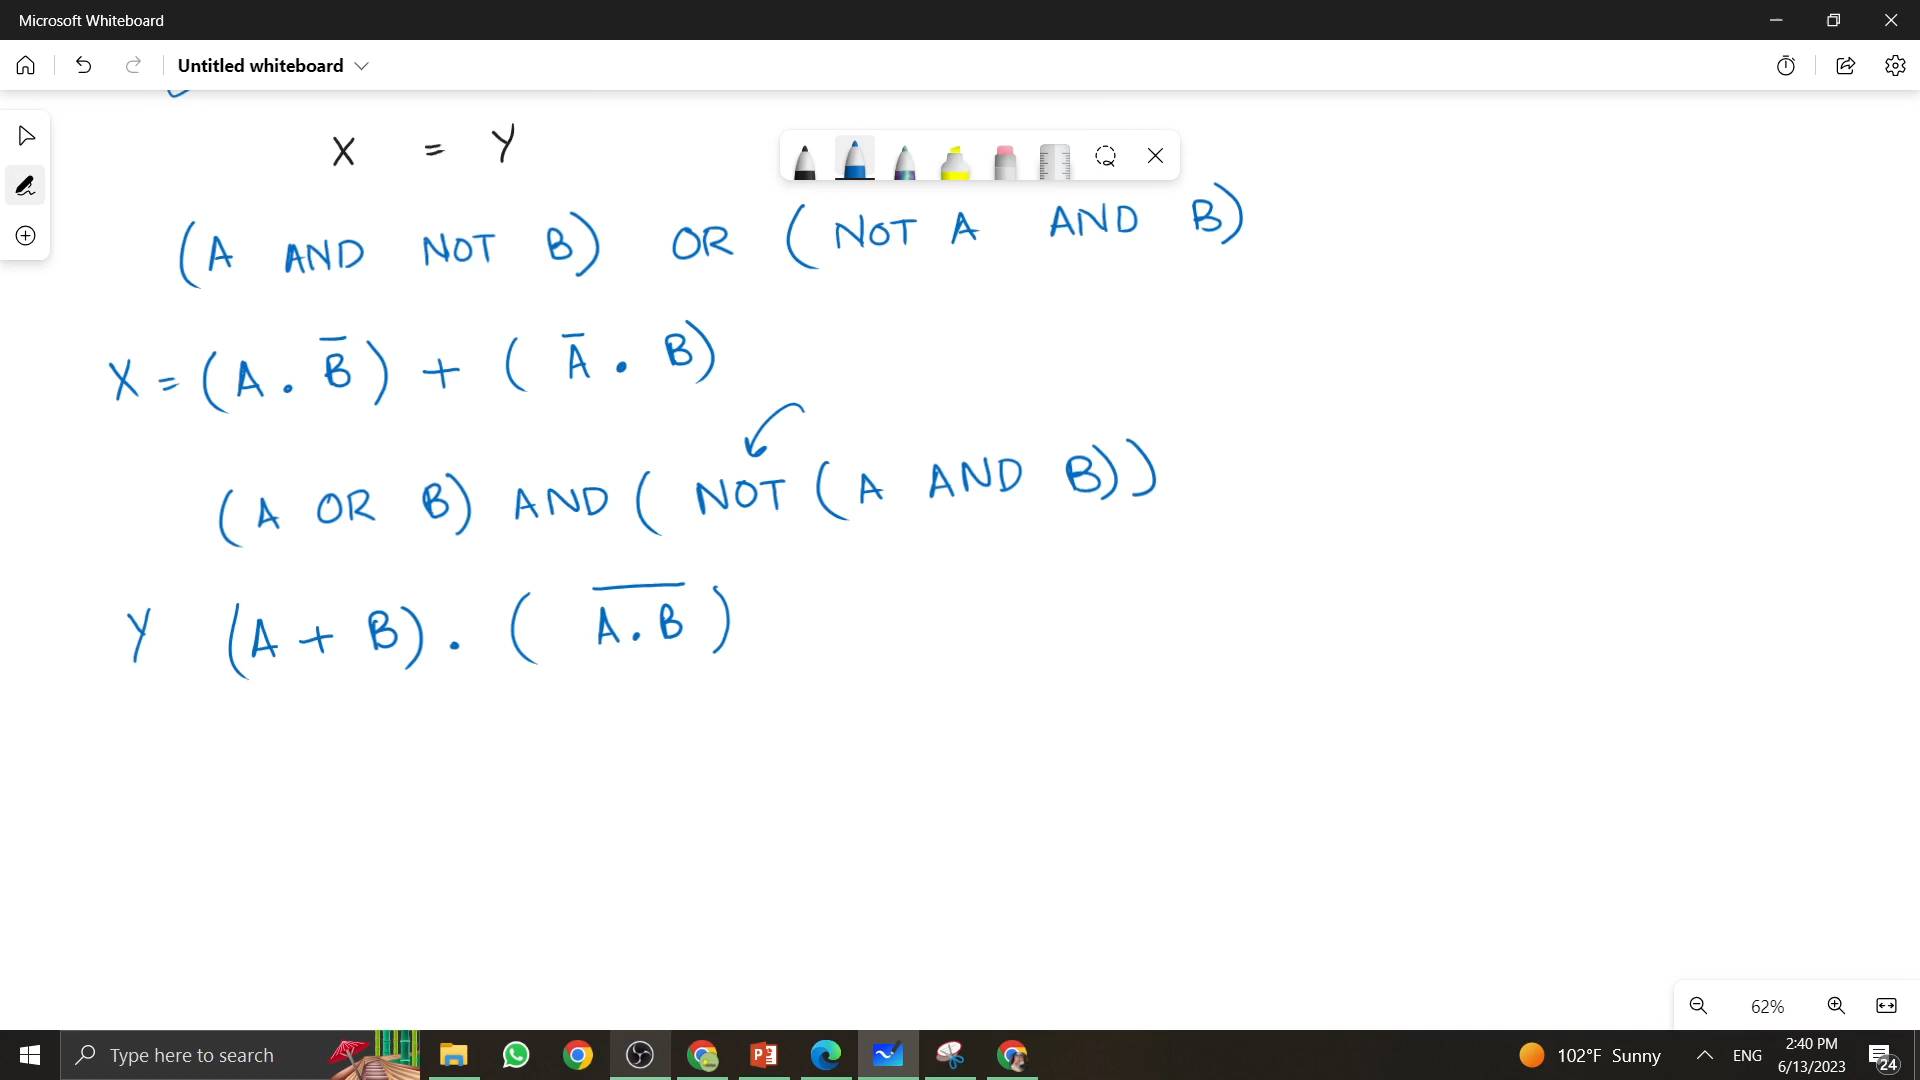 Microsoft Whiteboard
Untitled whiteboard
X = Y
(A AND NOT B) OR (NOT A AND B)
X = (A . B̅) + (A̅ . B)
(A OR B) AND (NOT (A AND B))
Y (A + B) . (A̅.̅B̅)
62%
Type here to search
102°F Sunny
ENG
2:40 PM
6/13/2023
24